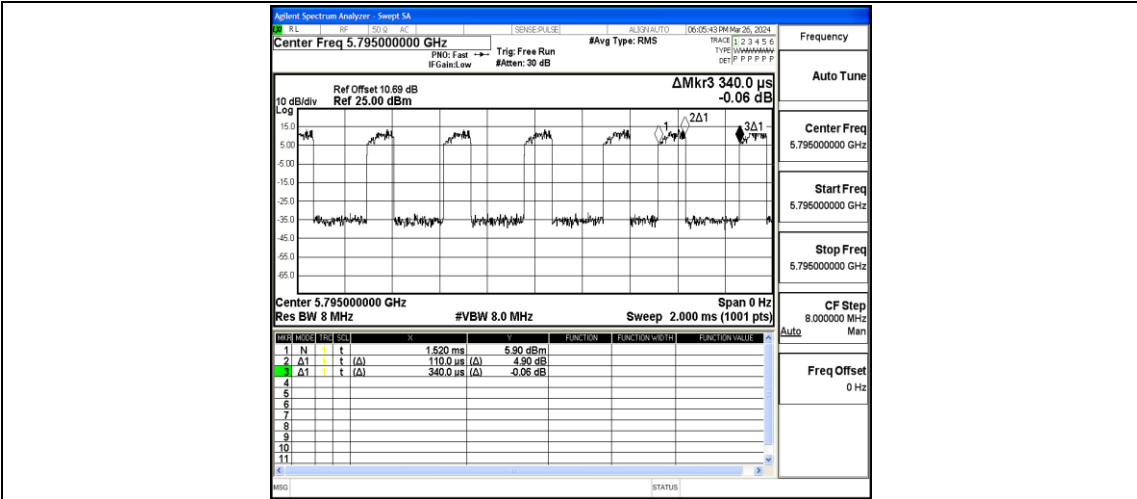 Agilent Spectrum Analyzer - Swept SA
RL RF 50 Ω AC SENSE:PULSE ALIGN AUTO 06:05:43 PM Mar 26, 2024
Center Freq 5.795000000 GHz
PNO: Fast
IFGain:Low
Trig: Free Run
#Atten: 30 dB
#Avg Type: RMS
TRACE 1 2 3 4 5 6
TYPE WWWWWW
DET P P P P P P
Frequency
Auto Tune
Center Freq
5.795000000 GHz
Start Freq
5.795000000 GHz
Stop Freq
5.795000000 GHz
CF Step
8.000000 MHz
Auto Man
Freq Offset
0 Hz
Ref Offset 10.69 dB
10 dB/div Ref 25.00 dBm
Log
ΔMkr3 340.0 µs
-0.06 dB
15.0
5.00
-5.00
-15.0
-25.0
-35.0
-45.0
-55.0
-65.0
1
2Δ1
3Δ1
Center 5.795000000 GHz Span 0 Hz
Res BW 8 MHz #VBW 8.0 MHz Sweep 2.000 ms (1001 pts)
MKR MODE TRC SCL X Y FUNCTION FUNCTION WIDTH FUNCTION VALUE
1 N 1 t 1.520 ms 5.90 dBm
2 Δ1 1 t (Δ) 110.0 µs (Δ) 4.90 dB
3 Δ1 1 t (Δ) 340.0 µs (Δ) -0.06 dB
4
5
6
7
8
9
10
11
MSG STATUS